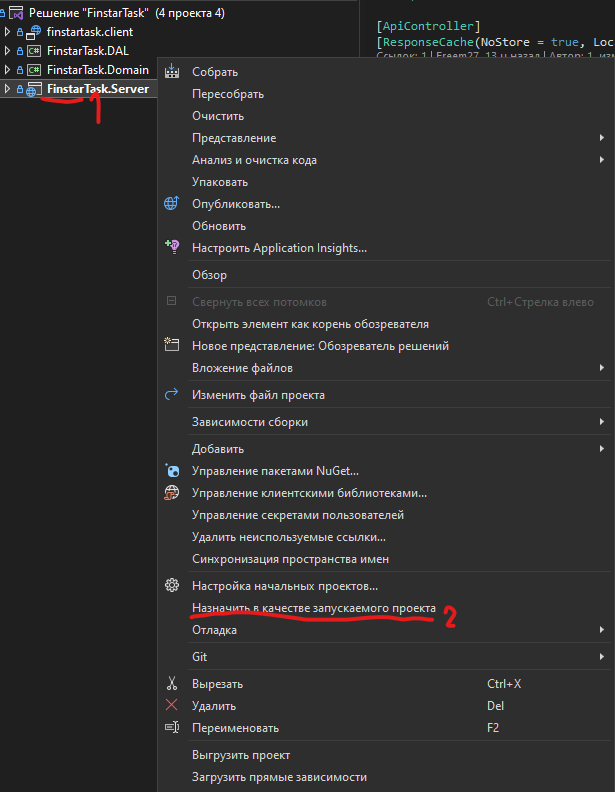 Решение "FinstarTask" (4 проекта 4)
finstartask.client
FinstarTask.DAL
FinstarTask.Domain
FinstarTask.Server
1
[ApiController]
[ResponseCache(NoStore = true, Loc
Ссылок: 1 | Freem27, 13 ч назад | Автор: 1, изм
Собрать
Пересобрать
Очистить
Представление
Анализ и очистка кода
Упаковать
Опубликовать...
Обновить
Настроить Application Insights...
Обзор
Свернуть всех потомков Ctrl+Стрелка влево
Открыть элемент как корень обозревателя
Новое представление: Обозреватель решений
Вложение файлов
Изменить файл проекта
Зависимости сборки
Добавить
Управление пакетами NuGet...
Управление клиентскими библиотеками...
Управление секретами пользователей
Удалить неиспользуемые ссылки...
Синхронизация пространства имен
Настройка начальных проектов...
Назначить в качестве запускаемого проекта 2
Отладка
Git
Вырезать Ctrl+X
Удалить Del
Переименовать F2
Выгрузить проект
Загрузить прямые зависимости